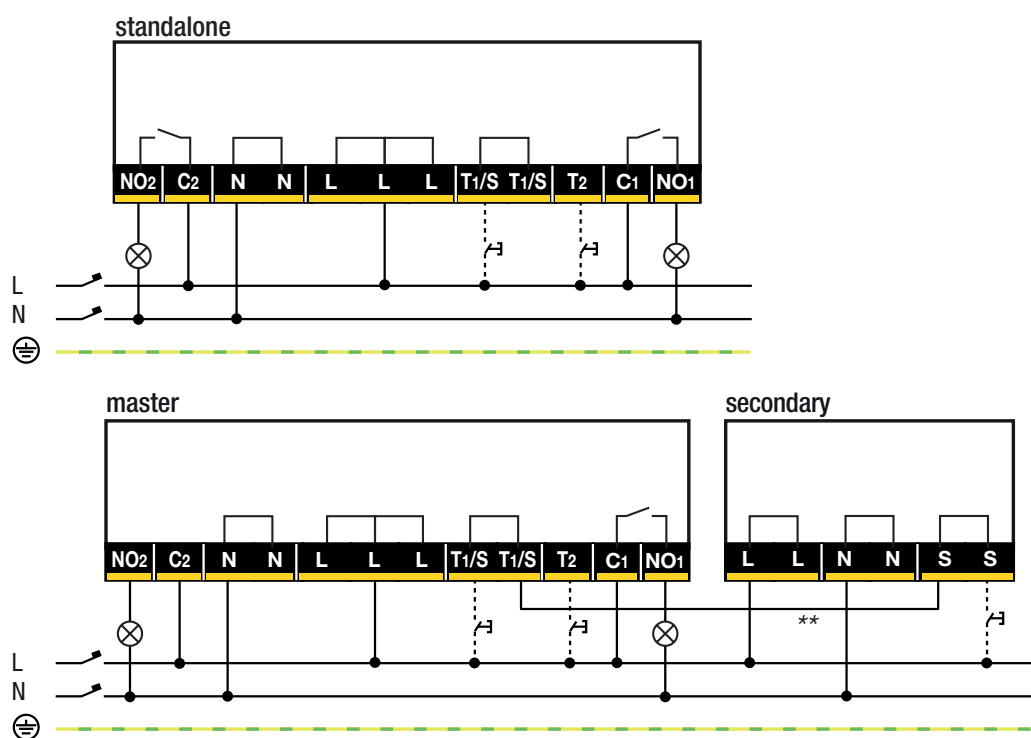 standalone
NO2 C2 N N L L L T1/S T1/S T2 C1 NO1
L
N
master secondary
NO2 C2 N N L L L T1/S T1/S T2 C1 NO1 L L N N S S
**
L
N